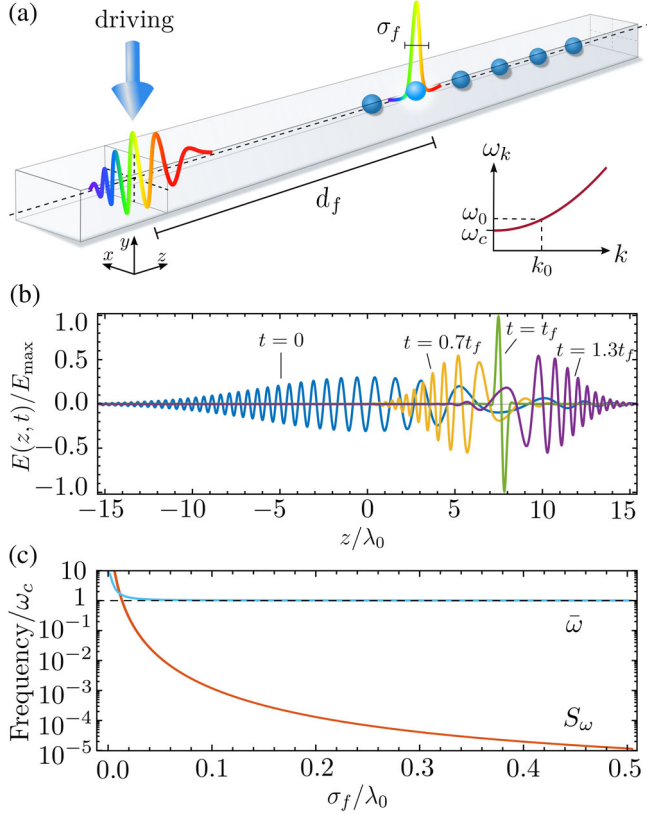 (a)
driving
σ_f
d_f
x
y
z
ω_k
ω_0
ω_c
k_0
k
(b)
E(z, t)/E_max
1.0
0.5
0.0
−0.5
−1.0
t = 0
t = 0.7t_f
t = t_f
t = 1.3t_f
−15
−10
−5
0
5
10
15
z/λ_0
(c)
Frequency/ω_c
10
1
10^−1
10^−2
10^−3
10^−4
10^−5
ω̄
S_ω
0.0
0.1
0.2
0.3
0.4
0.5
σ_f/λ_0